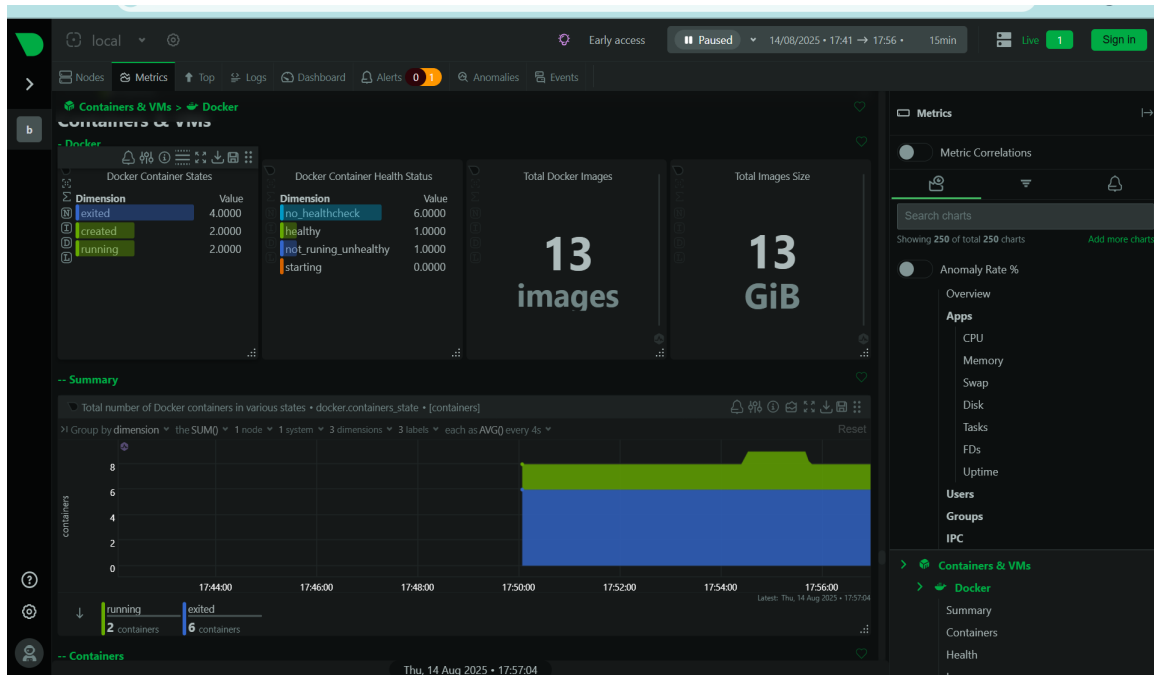 local
Early access
Paused 14/08/2025 • 17:41 → 17:56 • 15min
Live 1
Sign in
Nodes Metrics Top Logs Dashboard Alerts 0 1 Anomalies Events
Containers & VMs > Docker
b
Containers & VMs
- Docker
Docker Container States
Dimension Value
exited 4.0000
created 2.0000
running 2.0000
N
I
D
L
Docker Container Health Status
Dimension Value
no_healthcheck 6.0000
healthy 1.0000
not_runing_unhealthy 1.0000
starting 0.0000
Total Docker Images
13
images
Total Images Size
13
GiB
-- Summary
Total number of Docker containers in various states • docker.containers_state • [containers]
Group by dimension the SUM() 1 node 1 system 3 dimensions 3 labels each as AVG() every 4s Reset
containers
8
6
4
2
0
17:44:00 17:46:00 17:48:00 17:50:00 17:52:00 17:54:00 17:56:00
Latest: Thu, 14 Aug 2025 • 17:57:04
running exited
2 containers 6 containers
-- Containers
Thu, 14 Aug 2025 • 17:57:04
Metrics
Metric Correlations
Search charts
Showing 250 of total 250 charts Add more charts
Anomaly Rate %
Overview
Apps
CPU
Memory
Swap
Disk
Tasks
FDs
Uptime
Users
Groups
IPC
Containers & VMs
Docker
Summary
Containers
Health